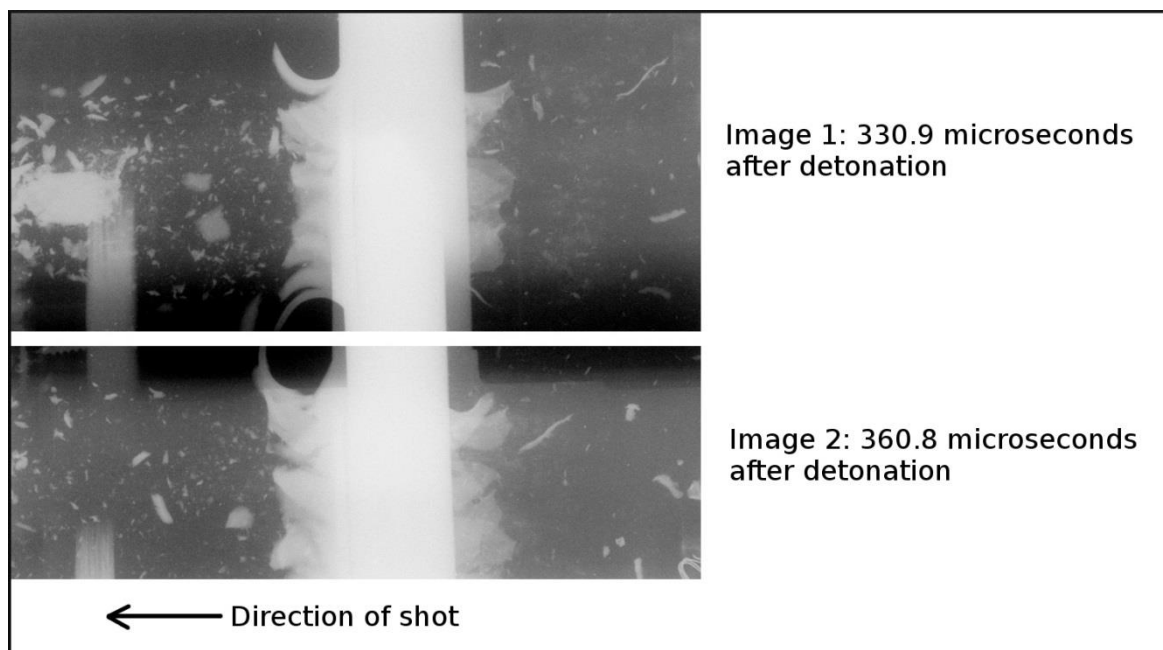 Image 1: 330.9 microseconds
after detonation
Image 2: 360.8 microseconds
after detonation
Direction of shot